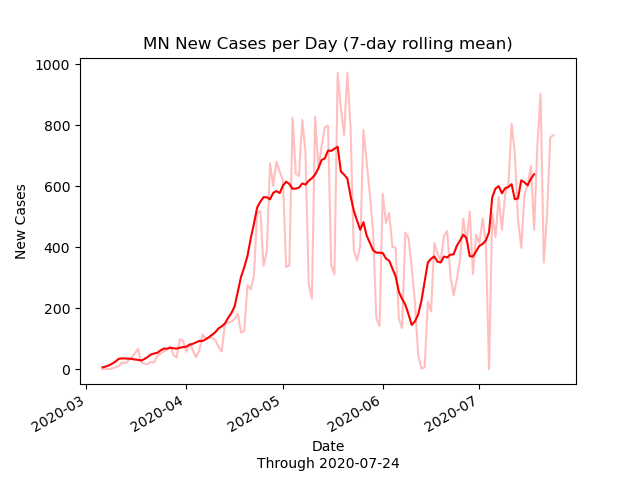 MN New Cases per Day (7-day rolling mean)
1000
800
600
400
200
0
New Cases
2020-03
2020-04
2020-05
2020-06
2020-07
Date
Through 2020-07-24